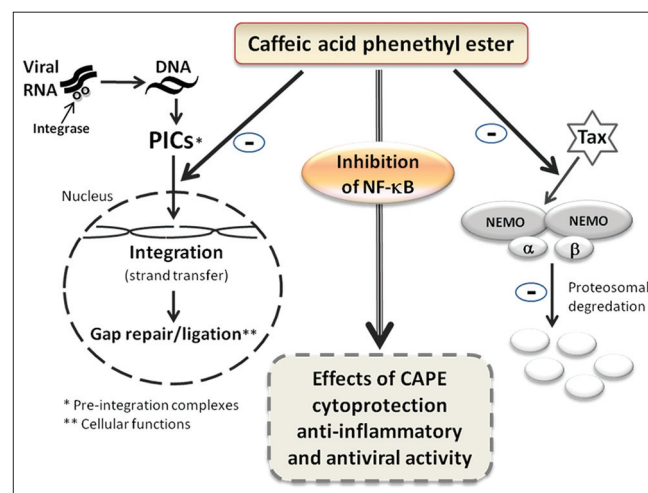 Caffeic acid phenethyl ester
Viral
RNA
DNA
Integrase
PICs*
-
Nucleus
Integration
(strand transfer)
Gap repair/ligation**
* Pre-integration complexes
** Cellular functions
Inhibition
of NF-κB
Effects of CAPE
cytoprotection
anti-inflammatory
and antiviral activity
-
Tax
NEMO NEMO
α β
-
Proteosomal
degredation